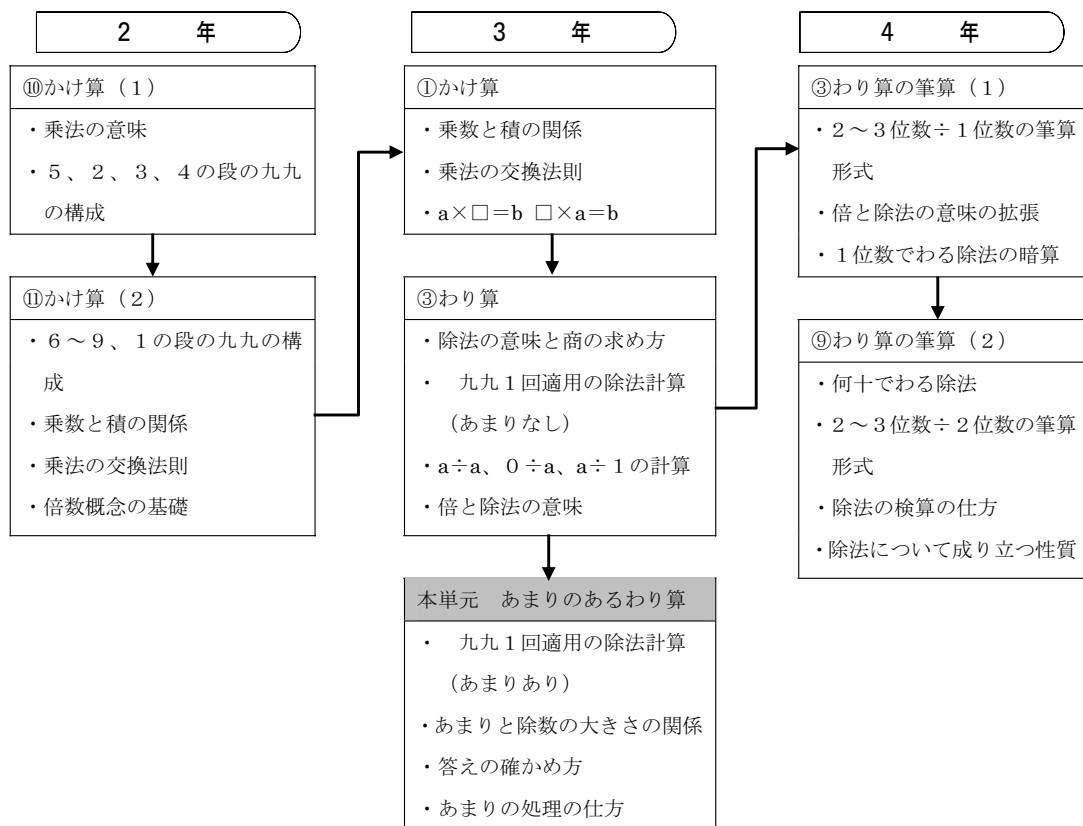 ２　年
⑩かけ算（１）
・乗法の意味
・５、２、３、４の段の九九
の構成
⑪かけ算（２）
・６～９、１の段の九九の構
成
・乗数と積の関係
・乗法の交換法則
・倍数概念の基礎
３　年
①かけ算
・乗数と積の関係
・乗法の交換法則
・a×□＝b □×a＝b
③わり算
・除法の意味と商の求め方
・　九九１回適用の除法計算
（あまりなし）
・a÷a、０÷a、a÷１の計算
・倍と除法の意味
本単元　あまりのあるわり算
・　九九１回適用の除法計算
（あまりあり）
・あまりと除数の大きさの関係
・答えの確かめ方
・あまりの処理の仕方
４　年
③わり算の筆算（１）
・２～３位数÷１位数の筆算
形式
・倍と除法の意味の拡張
・１位数でわる除法の暗算
⑨わり算の筆算（２）
・何十でわる除法
・２～３位数÷２位数の筆算
形式
・除法の検算の仕方
・除法について成り立つ性質